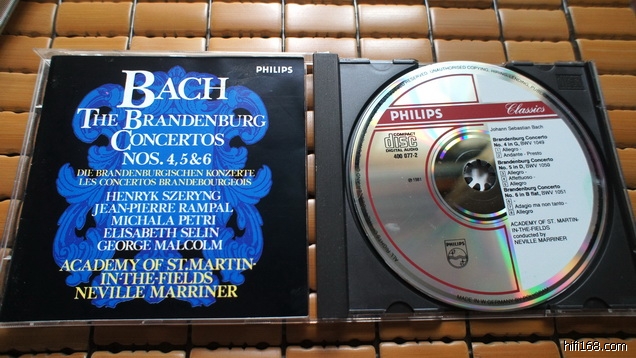 BACH
PHILIPS
THE BRANDENBURG
CONCERTOS
NOS. 4,5&6
DIE BRANDENBURGISCHEN KONZERTE
LES CONCERTOS BRANDEBOURGEOIS
HENRYK SZERYNG
JEAN-PIERRE RAMPAL
MICHALA PETRI
ELISABETH SELIN
GEORGE MALCOLM
ACADEMY OF ST. MARTIN-
IN-THE-FIELDS
NEVILLE MARRINER
PHILIPS
Classics
COMPACT
disc
DIGITAL AUDIO
400 077-2
Johann Sebastian Bach
Brandenburg Concerto
No. 4 in G, BWV 1049
1 Allegro -
2 Andante - Presto
Brandenburg Concerto
No. 5 in D, BWV 1050
Allegro -
Affettuoso -
Allegro
Brandenburg Concerto
No. 6 in B flat, BWV 1051
Adagio ma non tanto -
Allegro
ACADEMY OF ST. MARTIN-
IN-THE-FIELDS
conducted by
NEVILLE MARRINER
PHILIPS
MADE IN W. GERMANY
hifi168.com